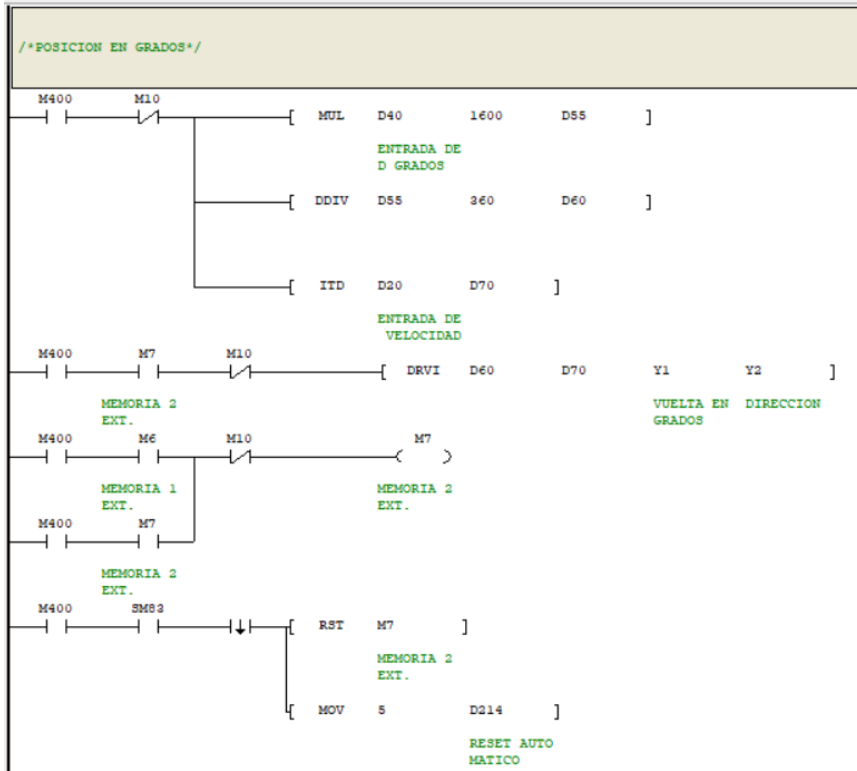 /*POSICION EN GRADOS*/
M400 M10
MUL D40 1600 D55
ENTRADA DE
D GRADOS
DDIV D55 360 D60
ITD D20 D70
ENTRADA DE
VELOCIDAD
M400 M7 M10
DRVI D60 D70 Y1 Y2
MEMORIA 2
EXT.
VUELTA EN
GRADOS
DIRECCION
M400 M6 M10 M7
MEMORIA 1
EXT.
MEMORIA 2
EXT.
M400 M7
MEMORIA 2
EXT.
M400 SM83
RST M7
MEMORIA 2
EXT.
MOV 5 D214
RESET AUTO
MATICO